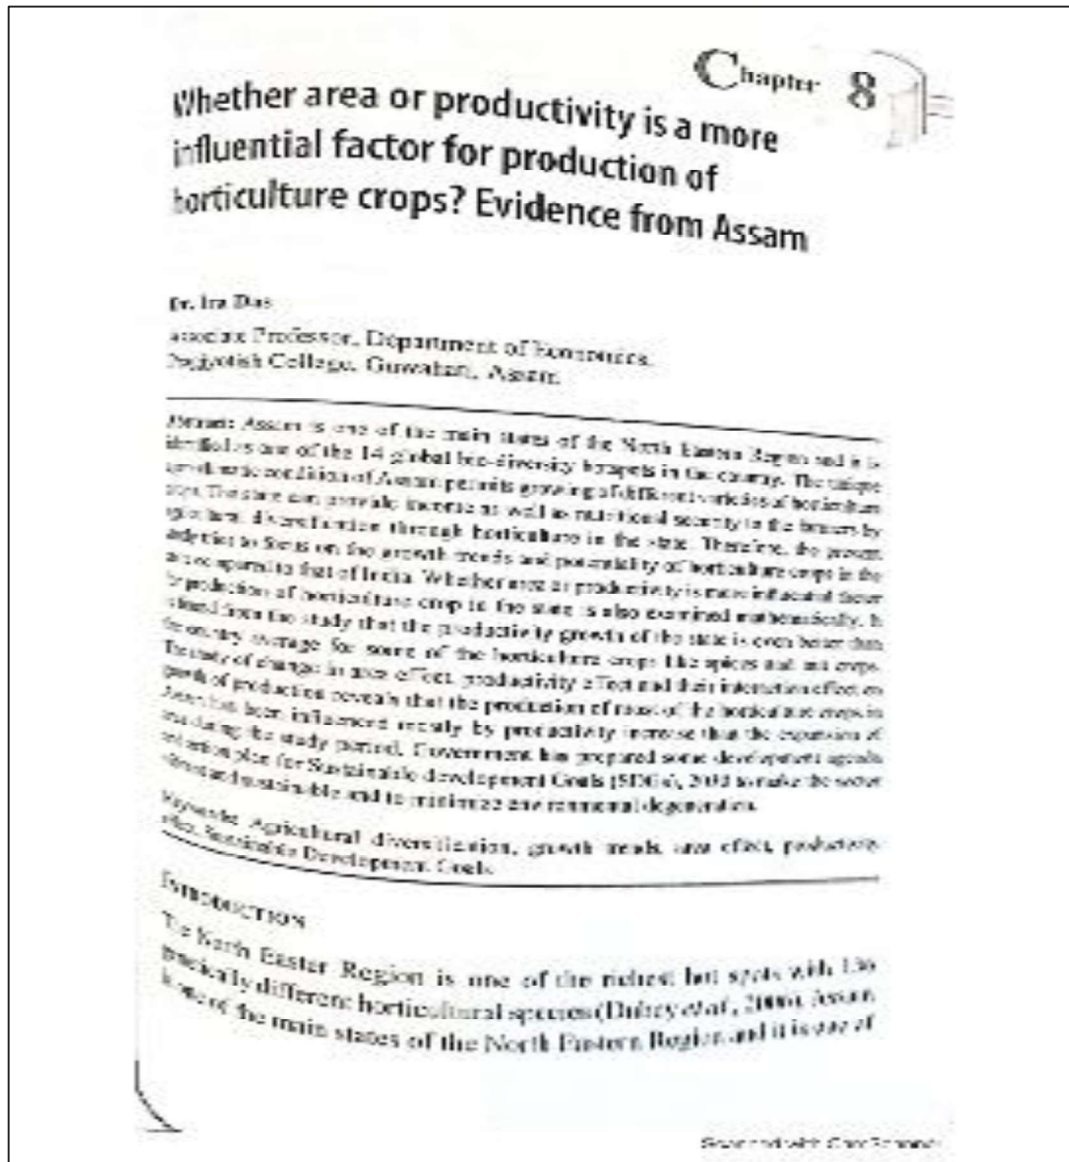 Chapter 8
Whether area or productivity is a more
influential factor for production of
horticulture crops? Evidence from Assam
Dr. Ira Das
Associate Professor, Department of Economics,
Pragjyotish College, Guwahati, Assam
Abstract: Assam is one of the main states of the North Eastern Region and it is
identified as one of the 14 global bio-diversity hotspots in the country. The unique
agro-climatic condition of Assam permits growing of different varieties of horticulture
crops. The state can provide income as well as nutritional security to the farmers by
agricultural diversification through horticulture in the state. Therefore, the present
study tries to focus on the growth trends and potentiality of horticulture crops in the
state compared to that of India. Whether area or productivity is more influential factor
for production of horticulture crop in the state is also examined mathematically. It
is found from the study that the productivity growth of the state is even better than
the country average for some of the horticulture crops like spices and nut crops.
The study of changes in area effect, productivity effect and their interaction effect on
growth of production reveals that the production of most of the horticulture crops in
Assam has been influenced mostly by productivity increase than the expansion of
area during the study period. Government has prepared some development agenda
and action plan for Sustainable development Goals (SDGs), 2030 to make the sector
vibrant and sustainable and to minimize environmental degeneration.
Keywords: Agricultural diversification, growth trends, area effect, productivity
effect, Sustainable Development Goals
INTRODUCTION
The North Easter Region is one of the richest hot spots with 136
different horticultural species (Dubey et al., 2006). Assam
is one of the main states of the North Eastern Region and it is one of
Scanned with CamScanner